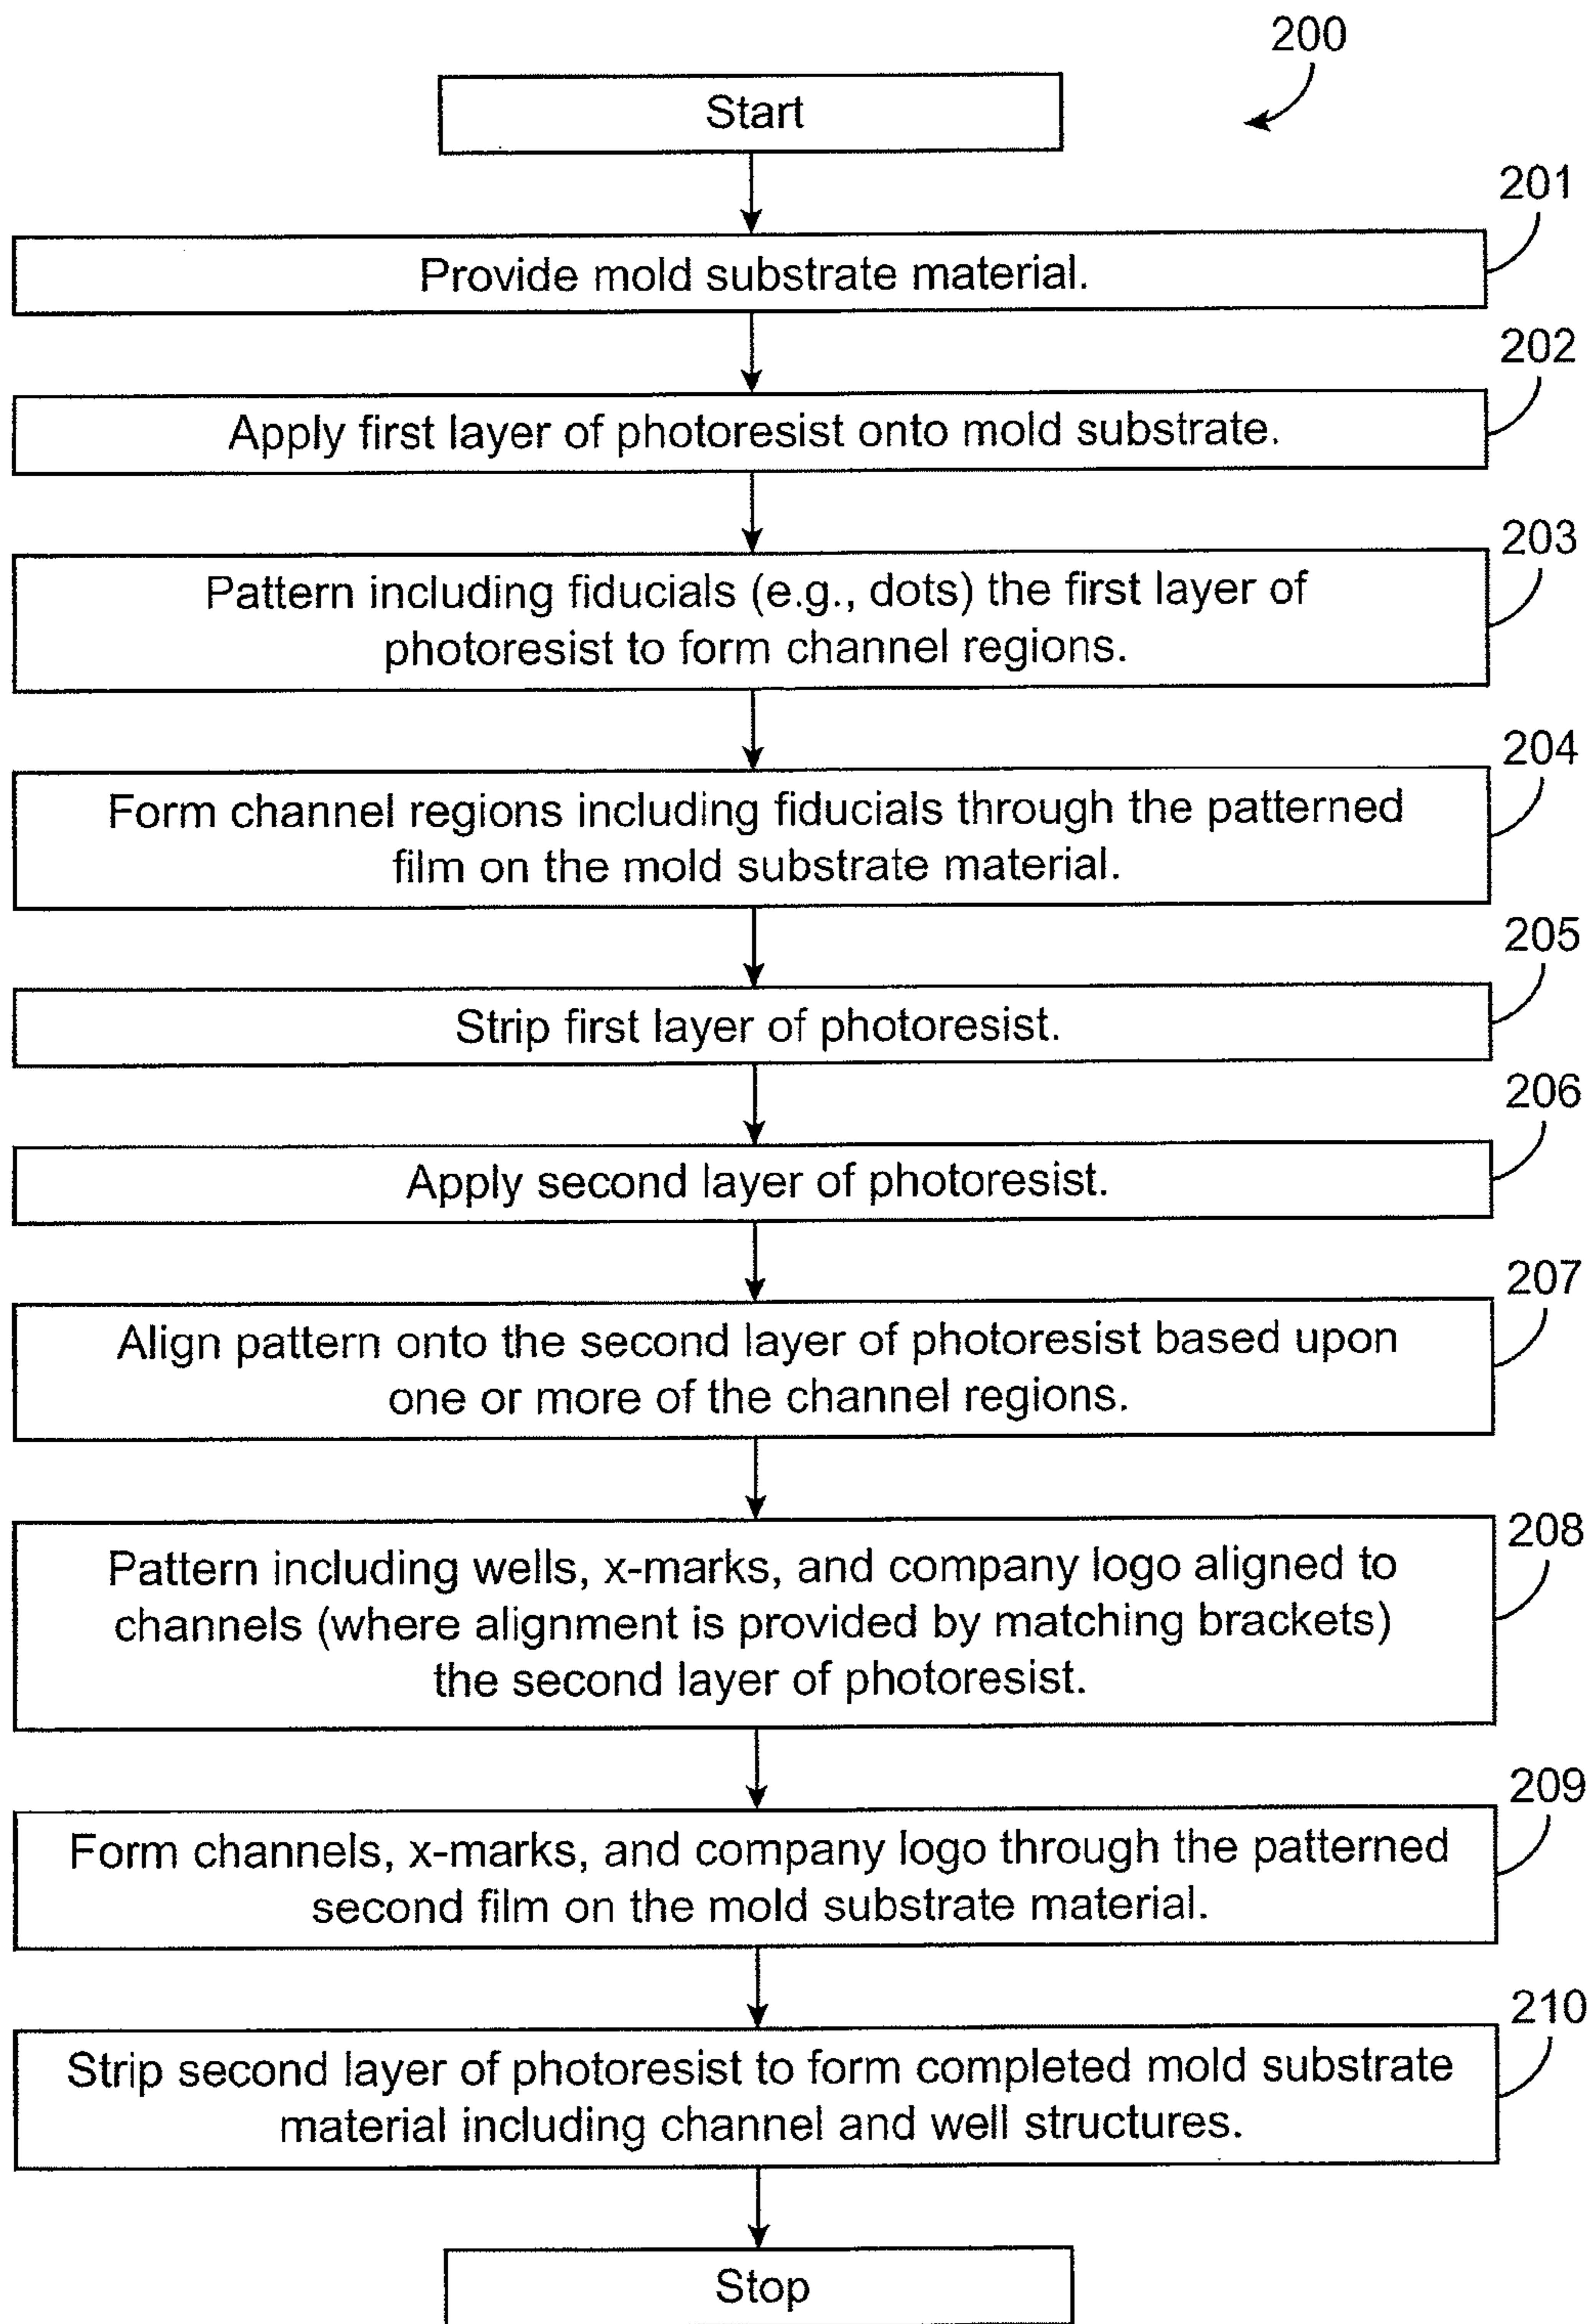 200
Start
201
Provide mold substrate material.
202
Apply first layer of photoresist onto mold substrate.
203
Pattern including fiducials (e.g., dots) the first layer of
photoresist to form channel regions.
204
Form channel regions including fiducials through the patterned
film on the mold substrate material.
205
Strip first layer of photoresist.
206
Apply second layer of photoresist.
207
Align pattern onto the second layer of photoresist based upon
one or more of the channel regions.
208
Pattern including wells, x-marks, and company logo aligned to
channels (where alignment is provided by matching brackets)
the second layer of photoresist.
209
Form channels, x-marks, and company logo through the patterned
second film on the mold substrate material.
210
Strip second layer of photoresist to form completed mold substrate
material including channel and well structures.
Stop